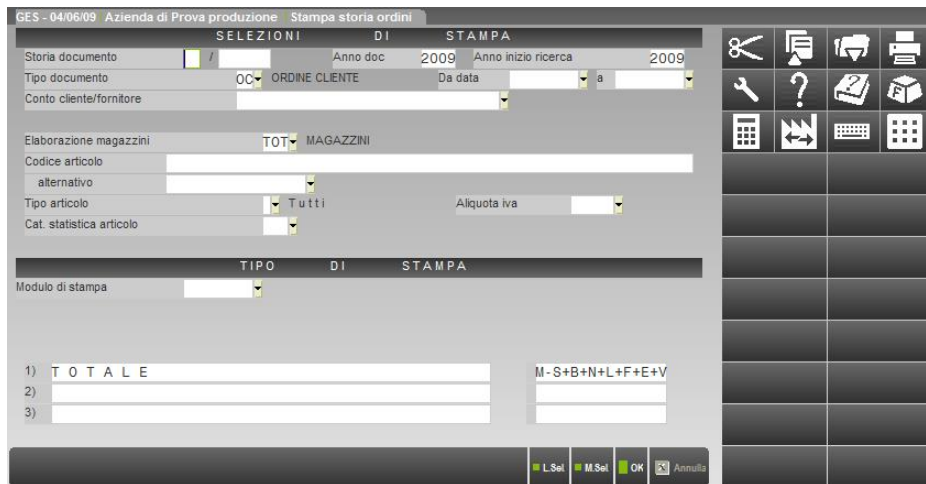 GES - 04/06/09 Azienda di Prova produzione Stampa storia ordini
SELEZIONI DI STAMPA
Storia documento / Anno doc 2009 Anno inizio ricerca 2009
Tipo documento OC ORDINE CLIENTE Da data a
Conto cliente/fornitore
Elaborazione magazzini TOT MAGAZZINI
Codice articolo
alternativo
Tipo articolo Tutti Aliquota iva
Cat. statistica articolo
TIPO DI STAMPA
Modulo di stampa
1) T O T A L E M-S+B+N+L+F+E+V
2)
3)
L.Sel M.Sel OK Annulla